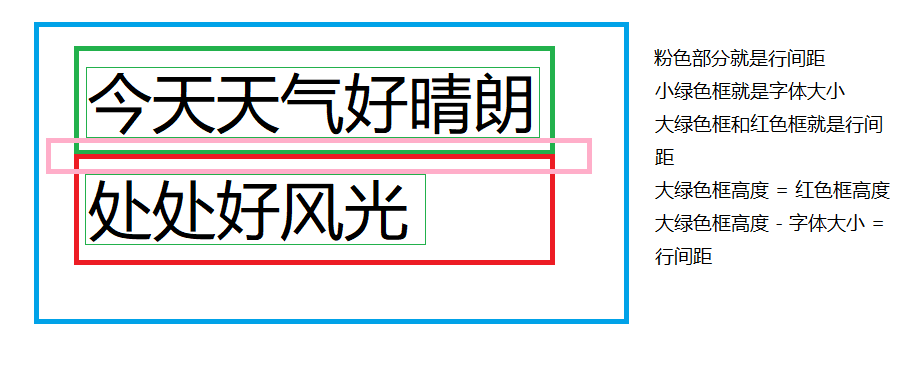 今天天气好晴朗
处处好风光
粉色部分就是行间距
小绿色框就是字体大小
大绿色框和红色框就是行间
距
大绿色框高度 = 红色框高度
大绿色框高度 - 字体大小 =
行间距